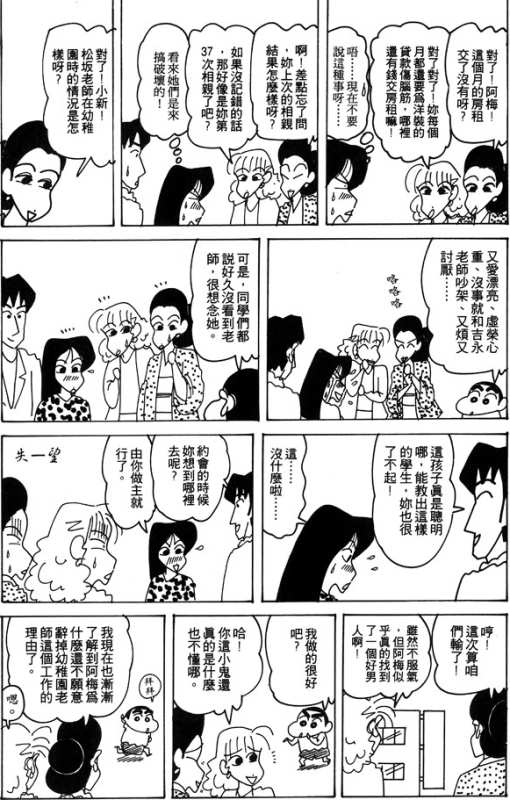 對了！阿梅！
這個月的房租
交了沒有呀？
對了對了！妳每個
月都還要爲洋裝的
貸款傷腦筋，哪裡
還有錢交房租嘛！
唔……現在不要
說這種事呀……
啊！差點忘了問
，妳上次的相親
結果怎麼樣呀？
如果沒記錯的話
，那好像是妳第
37次相親了吧？
看來她們是來
搞破壞的！
對了！小新！
松坂老師在幼稚
園時的情況是怎
樣呀？
又愛漂亮、虛榮心
重、沒事就和吉永
老師吵架、又煩又
討厭……
咯咯咯
可是，同學們都
說好久沒看到老
師，很想念她。
這孩子眞是聰明
哪，能教出這樣
的學生，妳也很
了不起！
這……
沒什麼啦……
約會的時候
妳想到哪裡
去呢？
由你做主就
行了。
失一望
哼！
這次算咱
們輸了！
雖然不服氣
，但阿梅似
乎眞的找到
了一個好男
人啊！
我做的很好
吧？
哈！
你這小鬼還
眞的是什麼
也不懂哪。
拜拜
我現在也漸漸
了解到阿梅爲
什麼還不願意
辭掉幼稚園老
師這個工作的
理由了。
嗯。